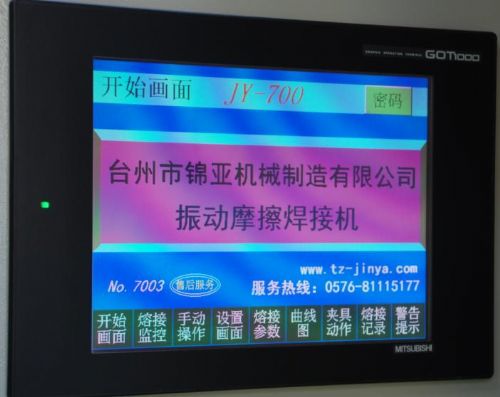 GRAPHIC OPERATION TERMINAL GOT1000
开始画面 JY-700 密码
台州市锦亚机械制造有限公司
振动摩擦焊接机
www.tz-jinya.com
No. 7003 售后服务 服务热线: 0576-81115177
开始画面 熔接监控 手动操作 设置画面 熔接参数 曲线图 夹具动作 熔接记录 警告提示
MITSUBISHI